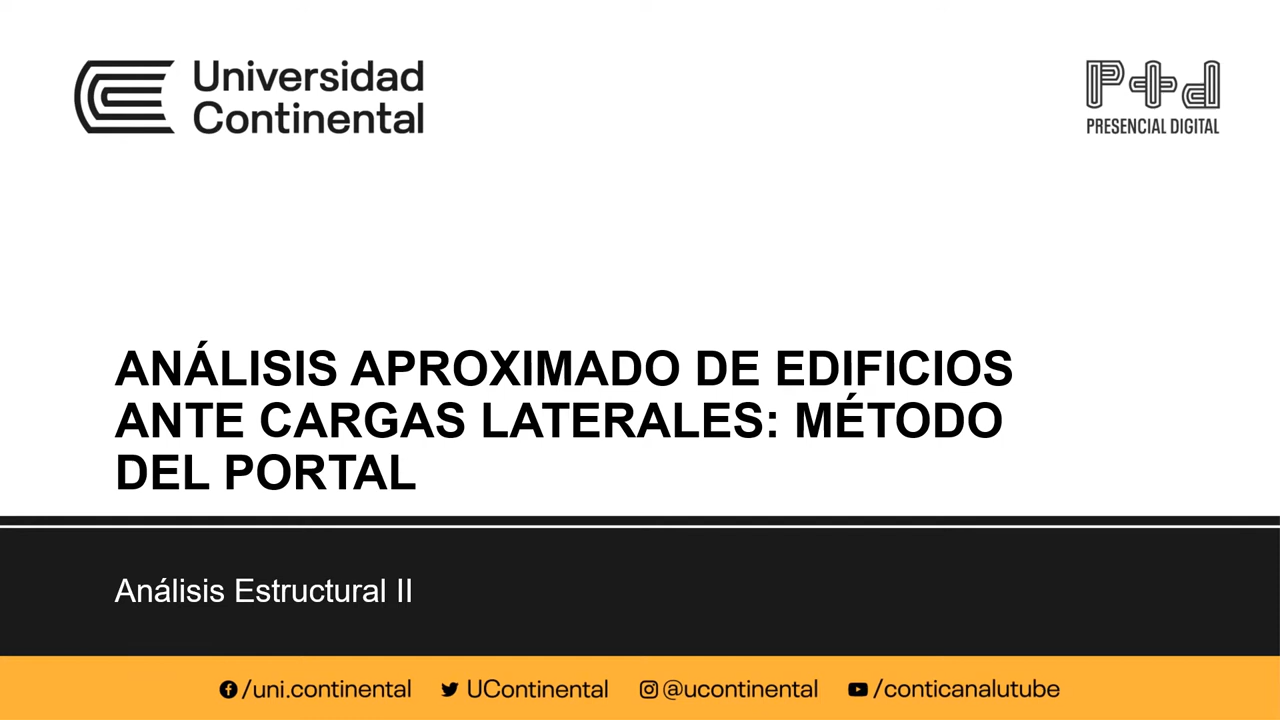 Universidad
Continental
P+d
PRESENCIAL DIGITAL
ANÁLISIS APROXIMADO DE EDIFICIOS
ANTE CARGAS LATERALES: MÉTODO
DEL PORTAL
Análisis Estructural II
/uni.continental UContinental @ucontinental /conticanalutube